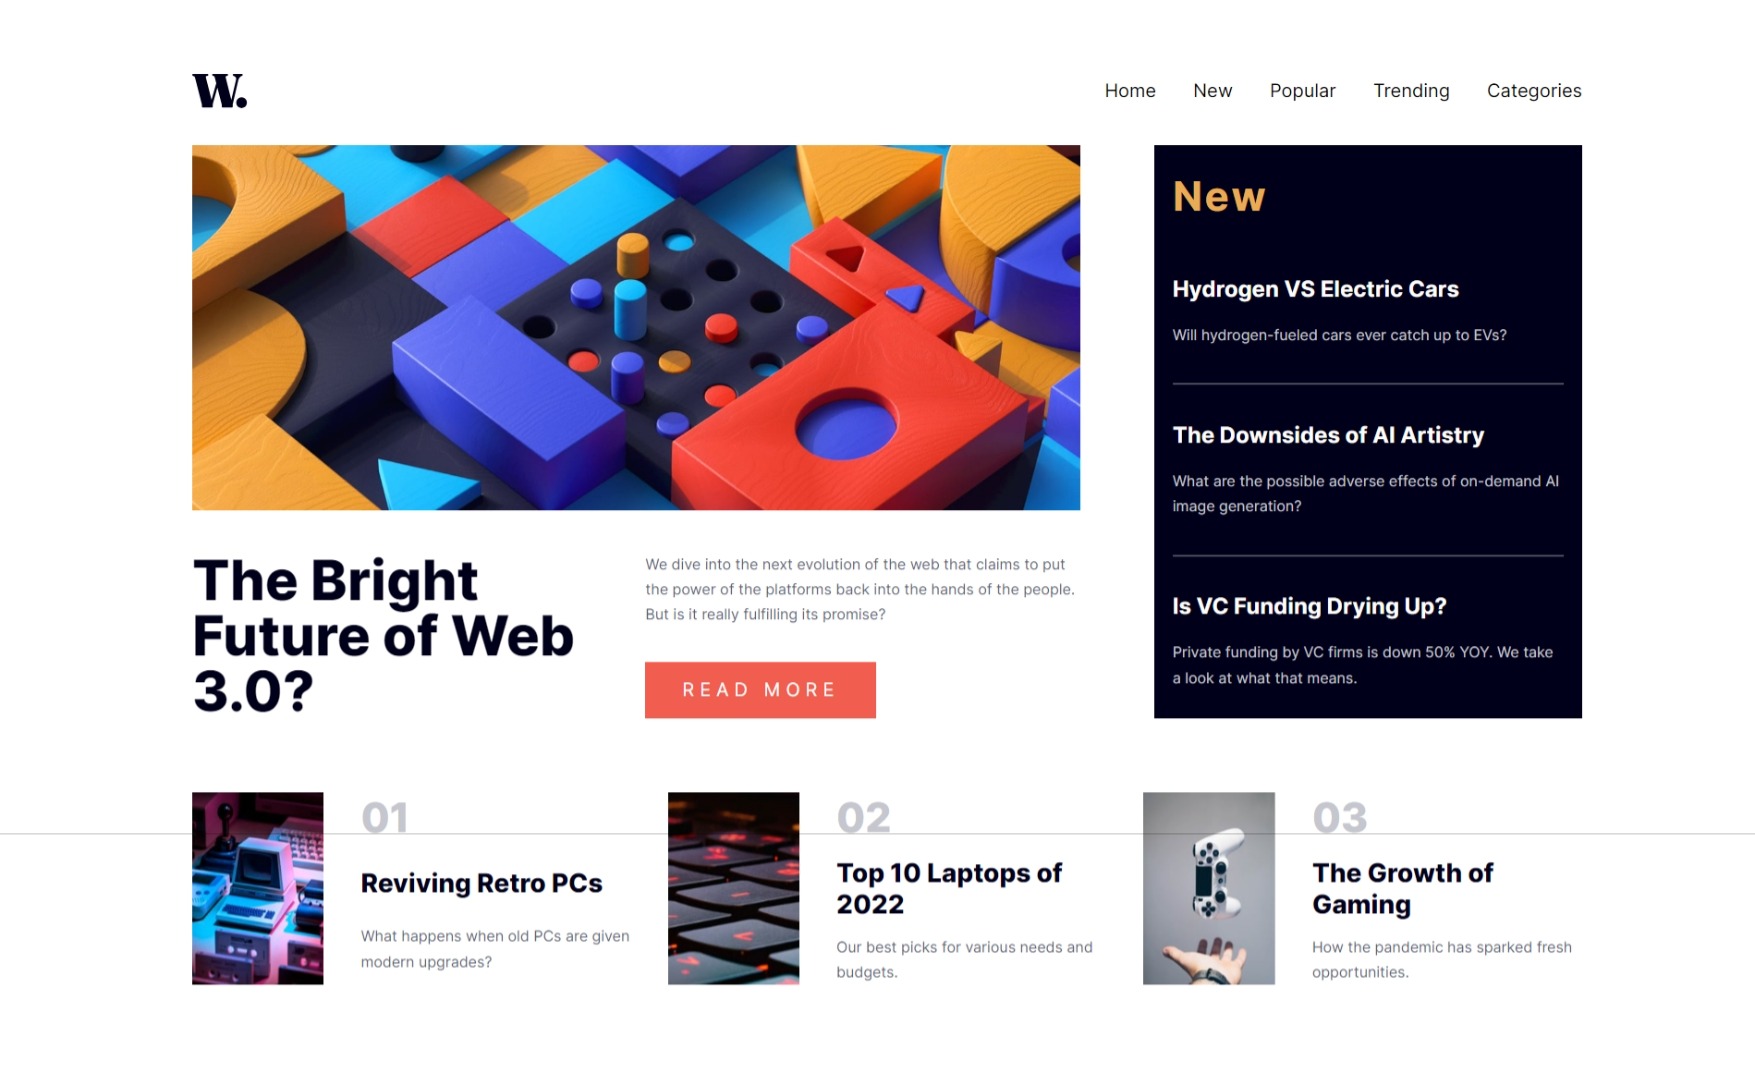 W.
Home New Popular Trending Categories
The Bright
Future of Web
3.0?
We dive into the next evolution of the web that claims to put
the power of the platforms back into the hands of the people.
But is it really fulfilling its promise?
READ MORE
New
Hydrogen VS Electric Cars
Will hydrogen-fueled cars ever catch up to EVs?
The Downsides of AI Artistry
What are the possible adverse effects of on-demand AI
image generation?
Is VC Funding Drying Up?
Private funding by VC firms is down 50% YOY. We take
a look at what that means.
01
Reviving Retro PCs
What happens when old PCs are given
modern upgrades?
02
Top 10 Laptops of
2022
Our best picks for various needs and
budgets.
03
The Growth of
Gaming
How the pandemic has sparked fresh
opportunities.